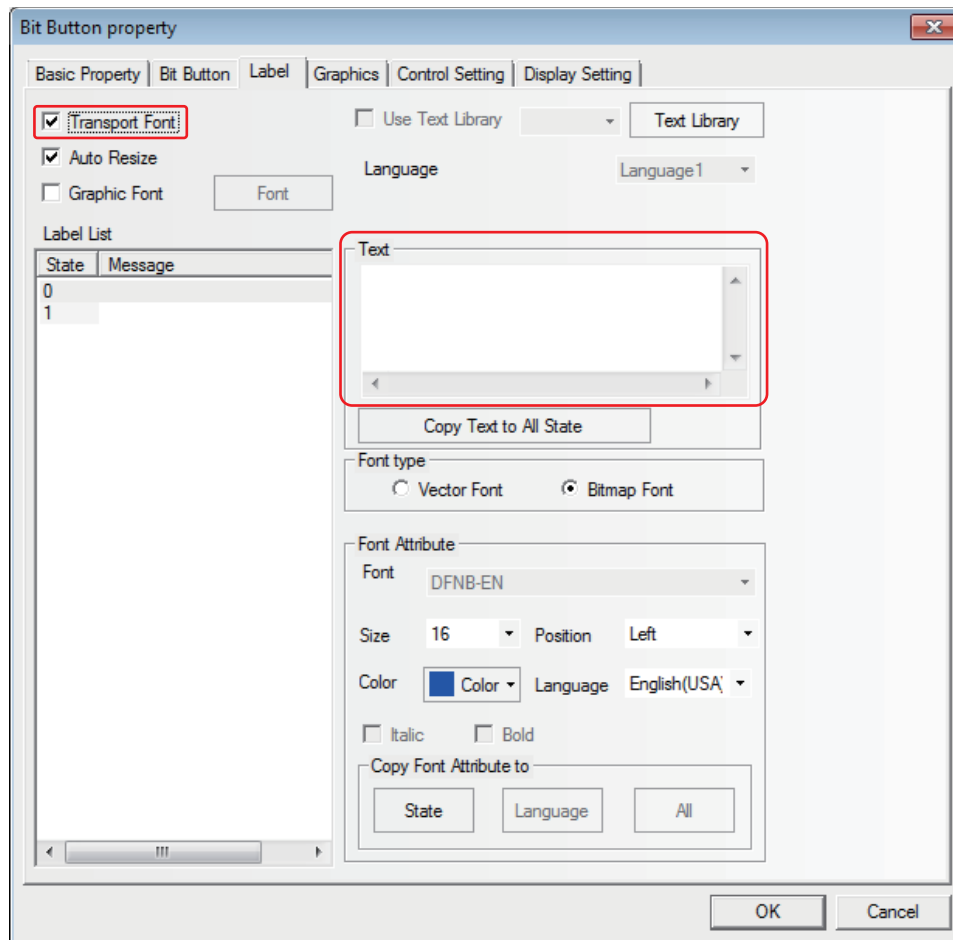 Bit Button property
Basic Property Bit Button Label Graphics Control Setting Display Setting
Transport Font
Use Text Library Text Library
Auto Resize
Language Language1
Graphic Font Font
Label List
State Message
0
1
Text
Copy Text to All State
Font type
Vector Font Bitmap Font
Font Attribute
Font DFNB-EN
Size 16 Position Left
Color Color Language English(USA)
Italic Bold
Copy Font Attribute to
State Language All
OK Cancel